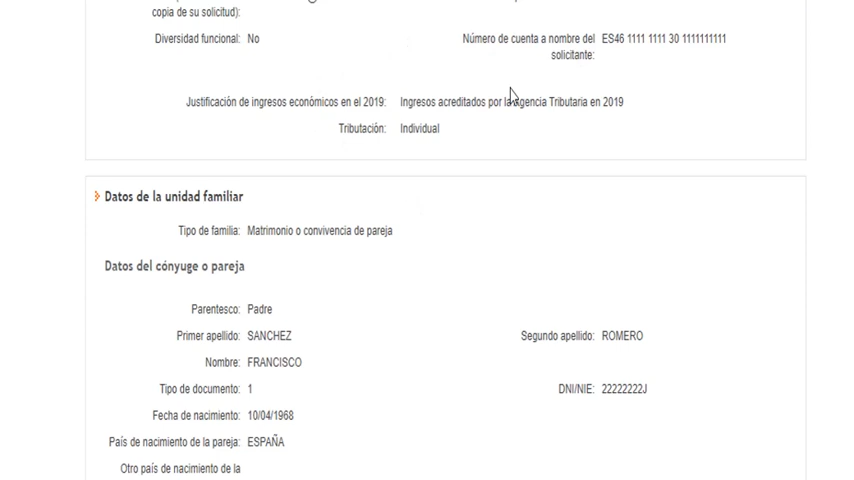 copia de su solicitud):
Diversidad funcional: No
Número de cuenta a nombre del solicitante: ES46 1111 1111 30 1111111111
Justificación de ingresos económicos en el 2019: Ingresos acreditados por la Agencia Tributaria en 2019
Tributación: Individual
Datos de la unidad familiar
Tipo de familia: Matrimonio o convivencia de pareja
Datos del cónyuge o pareja
Parentesco: Padre
Primer apellido: SANCHEZ Segundo apellido: ROMERO
Nombre: FRANCISCO
Tipo de documento: 1 DNI/NIE: 22222222J
Fecha de nacimiento: 10/04/1968
País de nacimiento de la pareja: ESPAÑA
Otro país de nacimiento de la